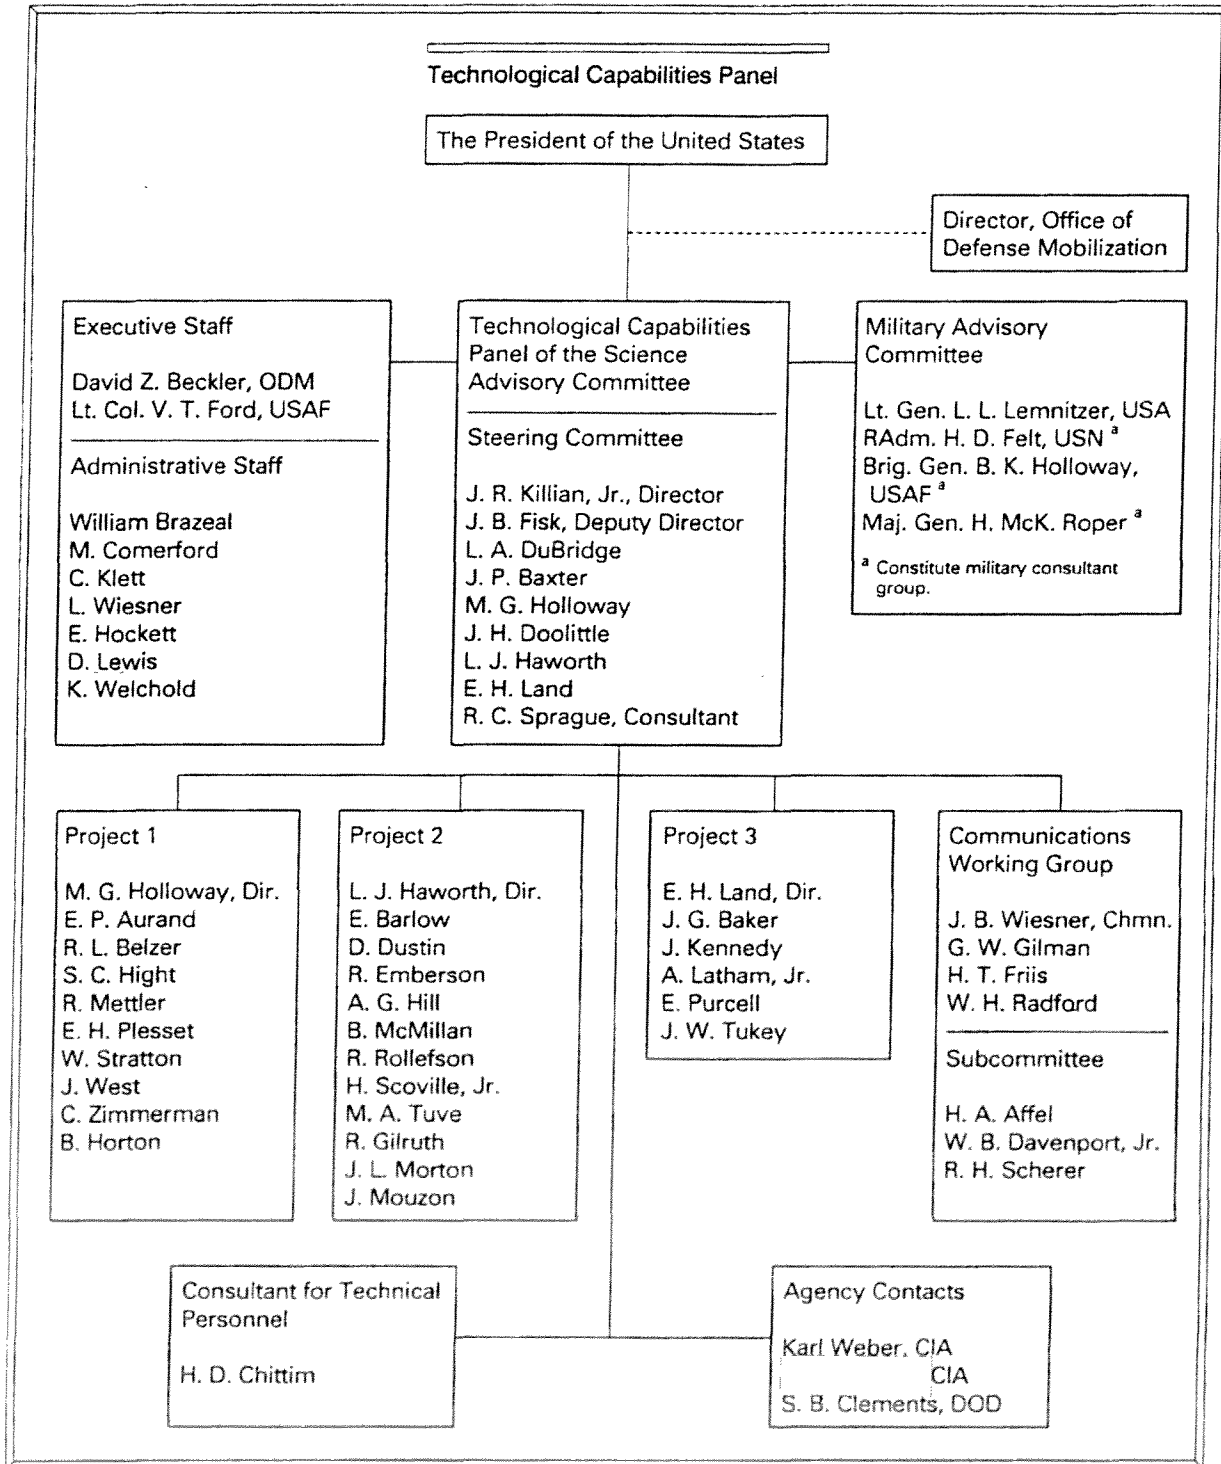 Technological Capabilities Panel
The President of the United States
Director, Office of
Defense Mobilization
Executive Staff
David Z. Beckler, ODM
Lt. Col. V. T. Ford, USAF
Administrative Staff
William Brazeal
M. Comerford
C. Klett
L. Wiesner
E. Hockett
D. Lewis
K. Welchold
Technological Capabilities
Panel of the Science
Advisory Committee
Steering Committee
J. R. Killian, Jr., Director
J. B. Fisk, Deputy Director
L. A. DuBridge
J. P. Baxter
M. G. Holloway
J. H. Doolittle
L. J. Haworth
E. H. Land
R. C. Sprague, Consultant
Military Advisory
Committee
Lt. Gen. L. L. Lemnitzer, USA
RAdm. H. D. Felt, USN a
Brig. Gen. B. K. Holloway,
USAF a
Maj. Gen. H. McK. Roper a
a Constitute military consultant
group.
Project 1
M. G. Holloway, Dir.
E. P. Aurand
R. L. Belzer
S. C. Hight
R. Mettler
E. H. Plesset
W. Stratton
J. West
C. Zimmerman
B. Horton
Project 2
L. J. Haworth, Dir.
E. Barlow
D. Dustin
R. Emberson
A. G. Hill
B. McMillan
R. Rollefson
H. Scoville, Jr.
M. A. Tuve
R. Gilruth
J. L. Morton
J. Mouzon
Project 3
E. H. Land, Dir.
J. G. Baker
J. Kennedy
A. Latham, Jr.
E. Purcell
J. W. Tukey
Communications
Working Group
J. B. Wiesner, Chmn.
G. W. Gilman
H. T. Friis
W. H. Radford
Subcommittee
H. A. Affel
W. B. Davenport, Jr.
R. H. Scherer
Consultant for Technical
Personnel
H. D. Chittim
Agency Contacts
Karl Weber, CIA
CIA
S. B. Clements, DOD